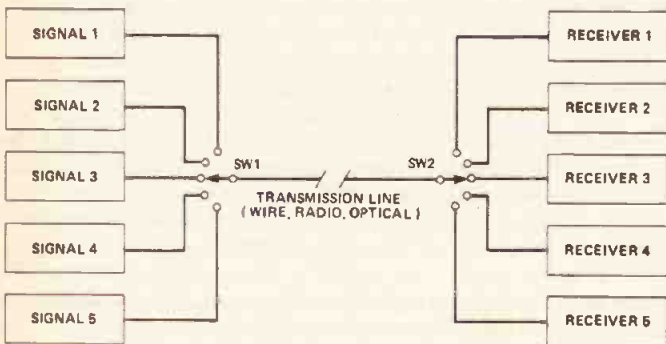 SIGNAL 1
RECEIVER 1
SIGNAL 2
RECEIVER 2
SW1
SW2
SIGNAL 3
RECEIVER 3
TRANSMISSION LINE
(WIRE, RADIO, OPTICAL)
SIGNAL 4
RECEIVER 4
SIGNAL 5
RECEIVER 5